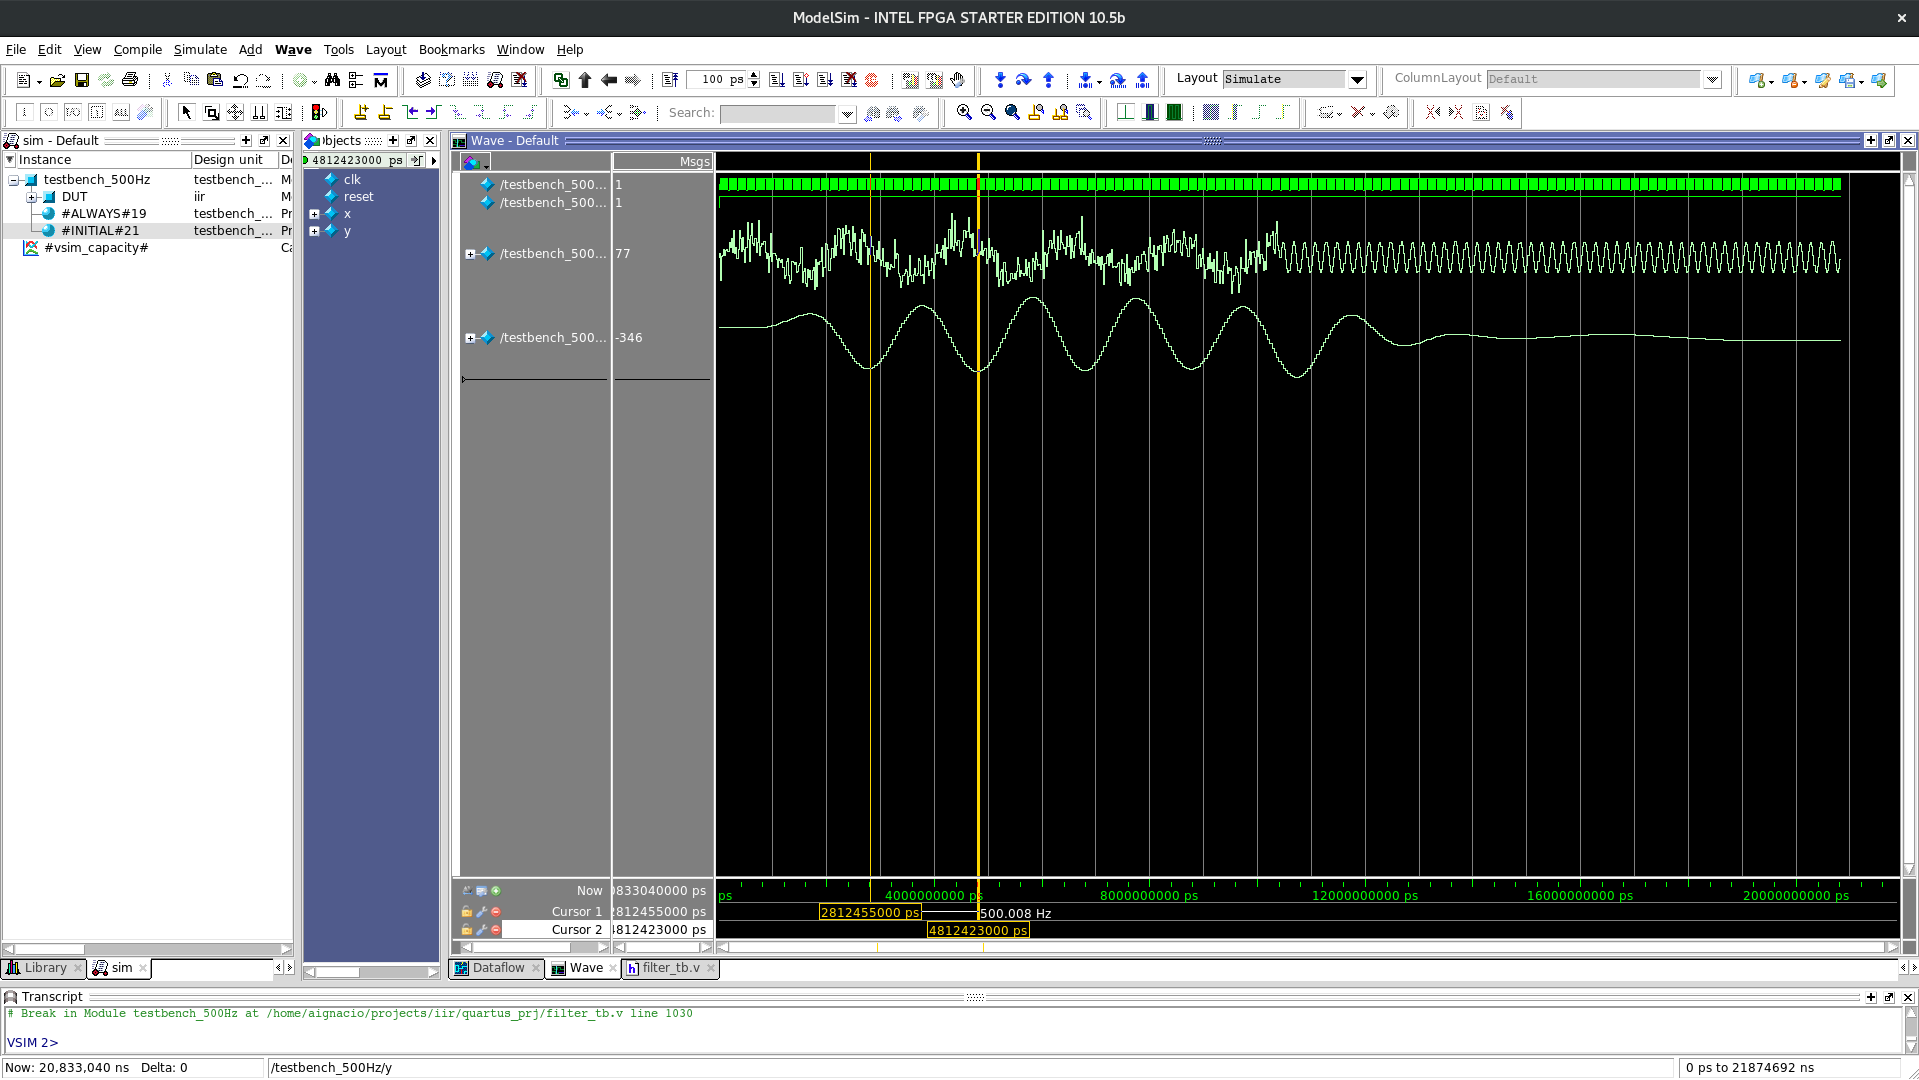 ModelSim - INTEL FPGA STARTER EDITION 10.5b
File Edit View Compile Simulate Add Wave Tools Layout Bookmarks Window Help
100 ps
Layout Simulate
ColumnLayout Default
Search:
sim - Default
Instance Design unit
testbench_500Hz testbench_...
DUT iir
#ALWAYS#19 testbench_... Pr
#INITIAL#21 testbench_... Pr
#vsim_capacity# Ca
bjects
4812423000 ps
clk
reset
x
y
Wave - Default
Msgs
/testbench_500... 1
/testbench_500... 1
/testbench_500... 77
/testbench_500... -346
Now 0833040000 ps
ps 4000000000 ps 8000000000 ps 12000000000 ps 16000000000 ps 20000000000 ps
Cursor 1 2812455000 ps
2812455000 ps 500.008 Hz
Cursor 2 4812423000 ps
4812423000 ps
Library sim
Dataflow Wave filter_tb.v
Transcript
# Break in Module testbench_500Hz at /home/aignacio/projects/iir/quartus_prj/filter_tb.v line 1030
VSIM 2>
Now: 20,833,040 ns Delta: 0 /testbench_500Hz/y 0 ps to 21874692 ns